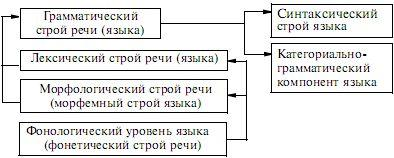 Грамматический
строй речи (языка)
Синтаксический
строй языка
Лексический строй речи (языка)
Категориально-
грамматический
компонент языка
Морфологический строй речи
(морфемный строй языка)
Фонологический уровень языка
(фонетический строй речи)